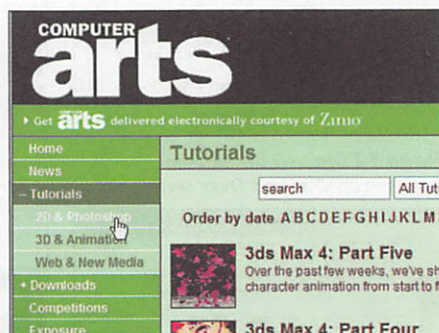 COMPUTER
arts
Get arts delivered electronically courtesy of Zinio
Home
News
– Tutorials
2D & Photoshop
3D & Animation
Web & New Media
+ Downloads
Competitions
Exposure
Tutorials
search
All Tut
Order by date A B C D E F G H I J K L M
3ds Max 4: Part Five
Over the past few weeks, we've sh
character animation from start to f
3ds Max 4: Part Four